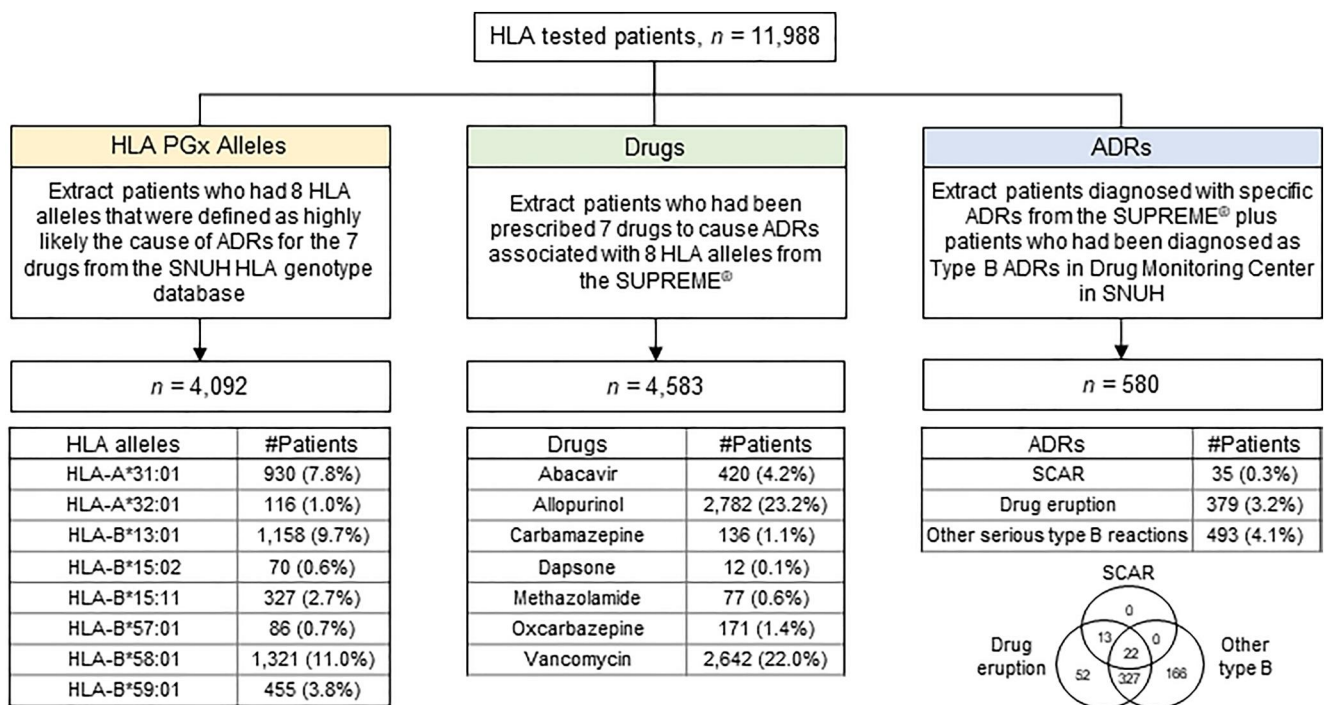 HLA tested patients, n = 11,988
HLA PGx Alleles
Extract patients who had 8 HLA
alleles that were defined as highly
likely the cause of ADRs for the 7
drugs from the SNUH HLA genotype
database
n = 4,092
HLA alleles #Patients
HLA-A*31:01 930 (7.8%)
HLA-A*32:01 116 (1.0%)
HLA-B*13:01 1,158 (9.7%)
HLA-B*15:02 70 (0.6%)
HLA-B*15:11 327 (2.7%)
HLA-B*57:01 86 (0.7%)
HLA-B*58:01 1,321 (11.0%)
HLA-B*59:01 455 (3.8%)
Drugs
Extract patients who had been
prescribed 7 drugs to cause ADRs
associated with 8 HLA alleles from
the SUPREME®
n = 4,583
Drugs #Patients
Abacavir 420 (4.2%)
Allopurinol 2,782 (23.2%)
Carbamazepine 136 (1.1%)
Dapsone 12 (0.1%)
Methazolamide 77 (0.6%)
Oxcarbazepine 171 (1.4%)
Vancomycin 2,642 (22.0%)
ADRs
Extract patients diagnosed with specific
ADRs from the SUPREME® plus
patients who had been diagnosed as
Type B ADRs in Drug Monitoring Center
in SNUH
n = 580
ADRs #Patients
SCAR 35 (0.3%)
Drug eruption 379 (3.2%)
Other serious type B reactions 493 (4.1%)
SCAR
0
13 0
22
Drug
eruption
52 327 166
Other
type B